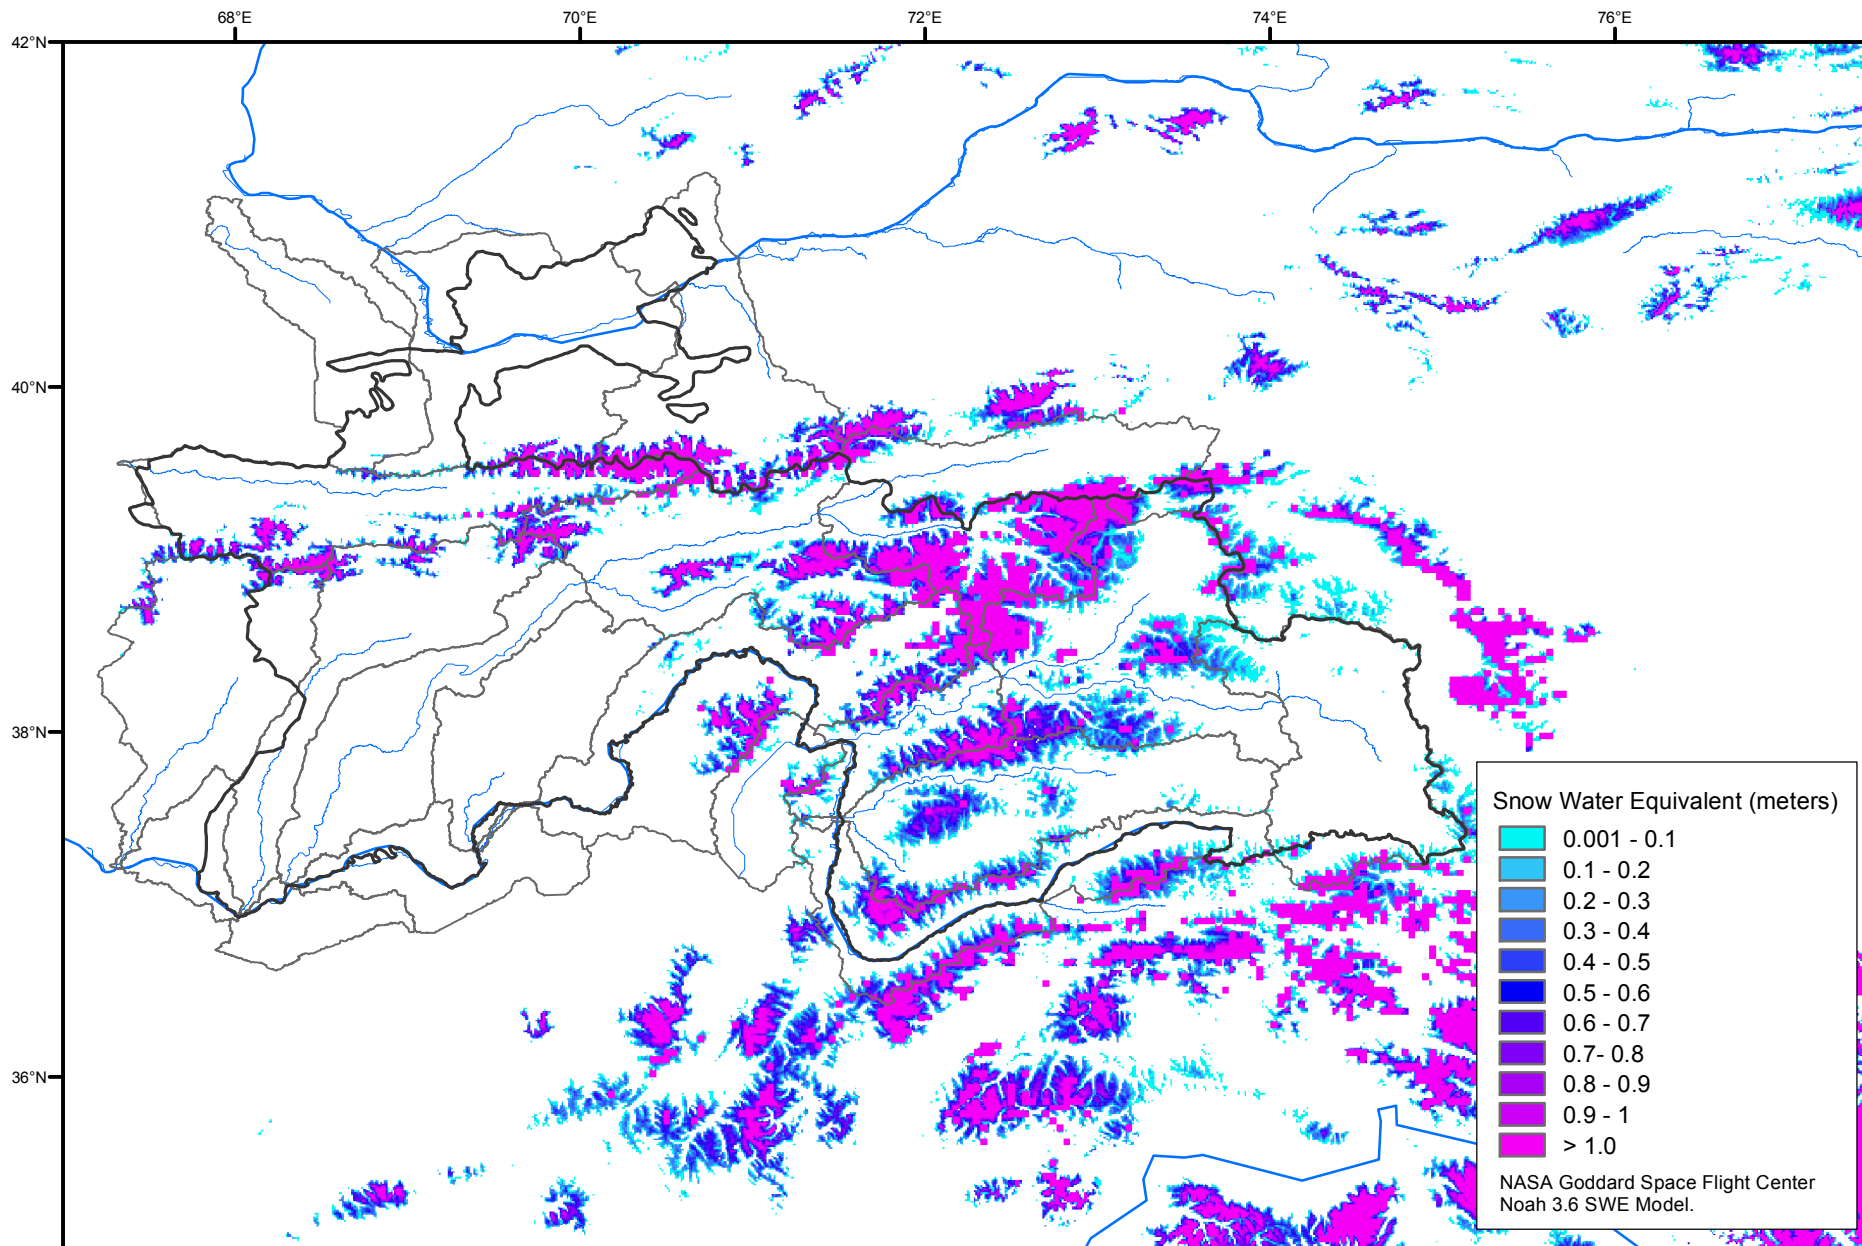 68°E
70°E
72°E
74°E
76°E
42°N
40°N
38°N
36°N
Snow Water Equivalent (meters)
0.001 - 0.1
0.1 - 0.2
0.2 - 0.3
0.3 - 0.4
0.4 - 0.5
0.5 - 0.6
0.6 - 0.7
0.7- 0.8
0.8 - 0.9
0.9 - 1
> 1.0
NASA Goddard Space Flight Center
Noah 3.6 SWE Model.